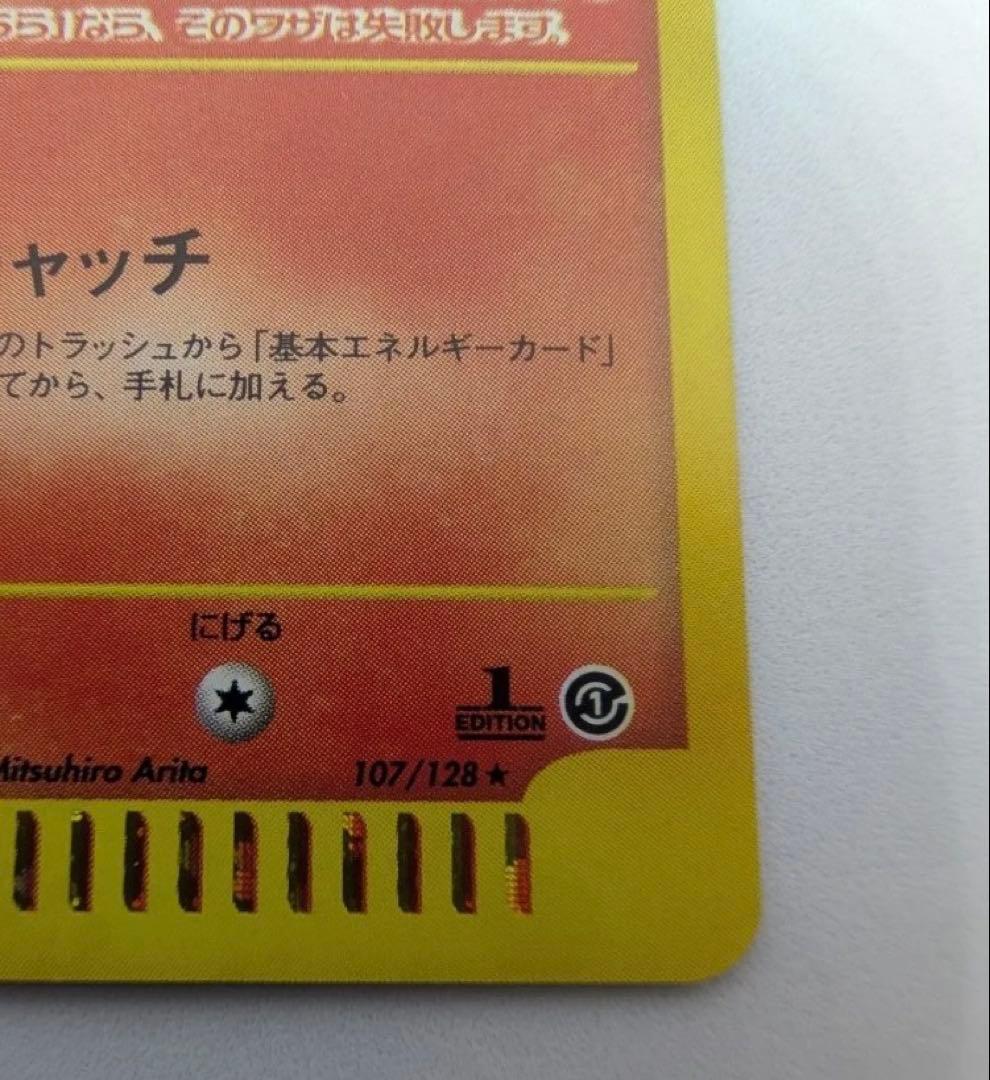 なら、そのワザは失敗します。
ャッチ
のトラッシュから「基本エネルギーカード」
てから、手札に加える。
にげる
1
EDITION
1
Mitsuhiro Arita
107/128★